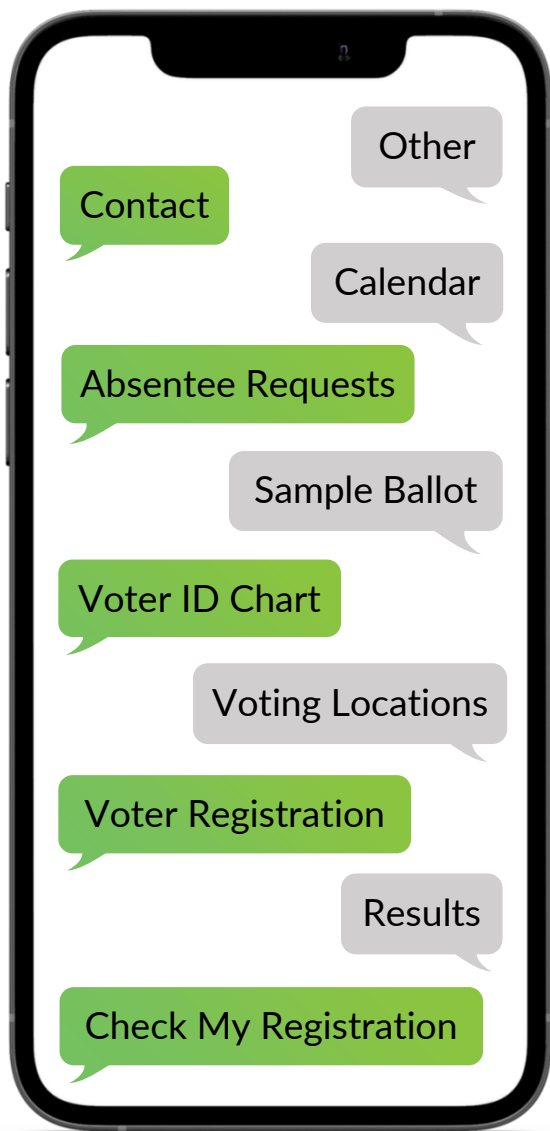 Other
Contact
Calendar
Absentee Requests
Sample Ballot
Voter ID Chart
Voting Locations
Voter Registration
Results
Check My Registration